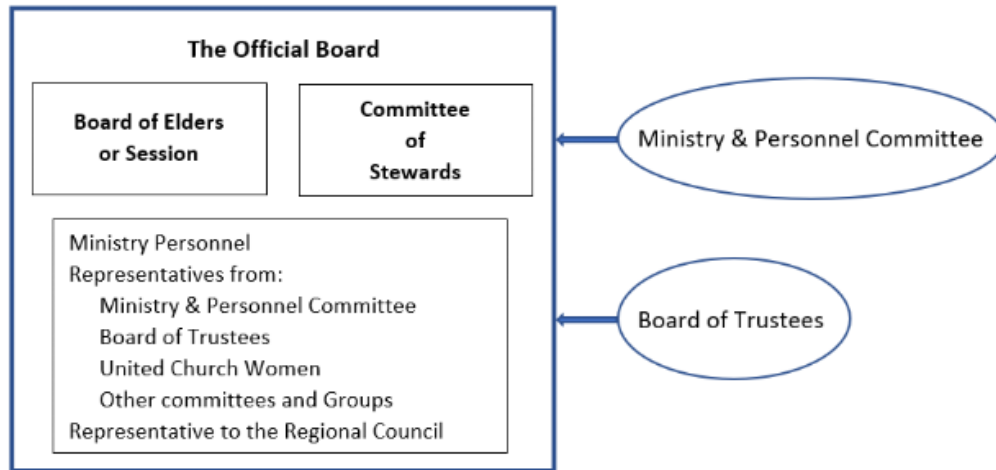 The Official Board
Board of Elders
or Session
Committee
of
Stewards
Ministry & Personnel Committee
Ministry Personnel
Representatives from:
Ministry & Personnel Committee
Board of Trustees
United Church Women
Other committees and Groups
Representative to the Regional Council
Board of Trustees